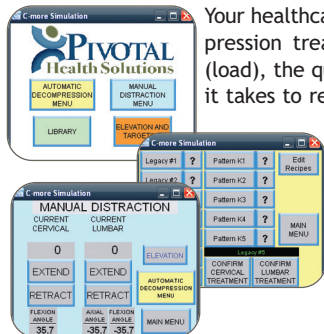 C-more Simulation
PIVOTAL
Health Solutions
AUTOMATIC
DECOMPRESSION
MENU
MANUAL
DISTRACTION
MENU
LIBRARY
ELEVATION AND
Your healthca
pression trea
(load), the q
it takes to re
C-more Simulation
Legacy #1 ? Pattern K1 ? Edit
Recipes
Legacy #2 ? Pattern K2 ?
Pattern K3 ?
Pattern K4 ? MAIN
MENU
Pattern K5 ?
Legacy #5
CONFIRM
CERVICAL
TREATMENT
CONFIRM
LUMBAR
TREATMENT
C-more Simulation
MANUAL DISTRACTION
CURRENT
CERVICAL
CURRENT
LUMBAR
0 0 ELEVATION
EXTEND EXTEND
AUTOMATIC
DECOMPRESSION
MENU
RETRACT RETRACT
FLEXION
ANGLE
AXIAL
ANGLE
FLEXION
ANGLE
-35.7 -35.7 -35.7
MAIN MENU